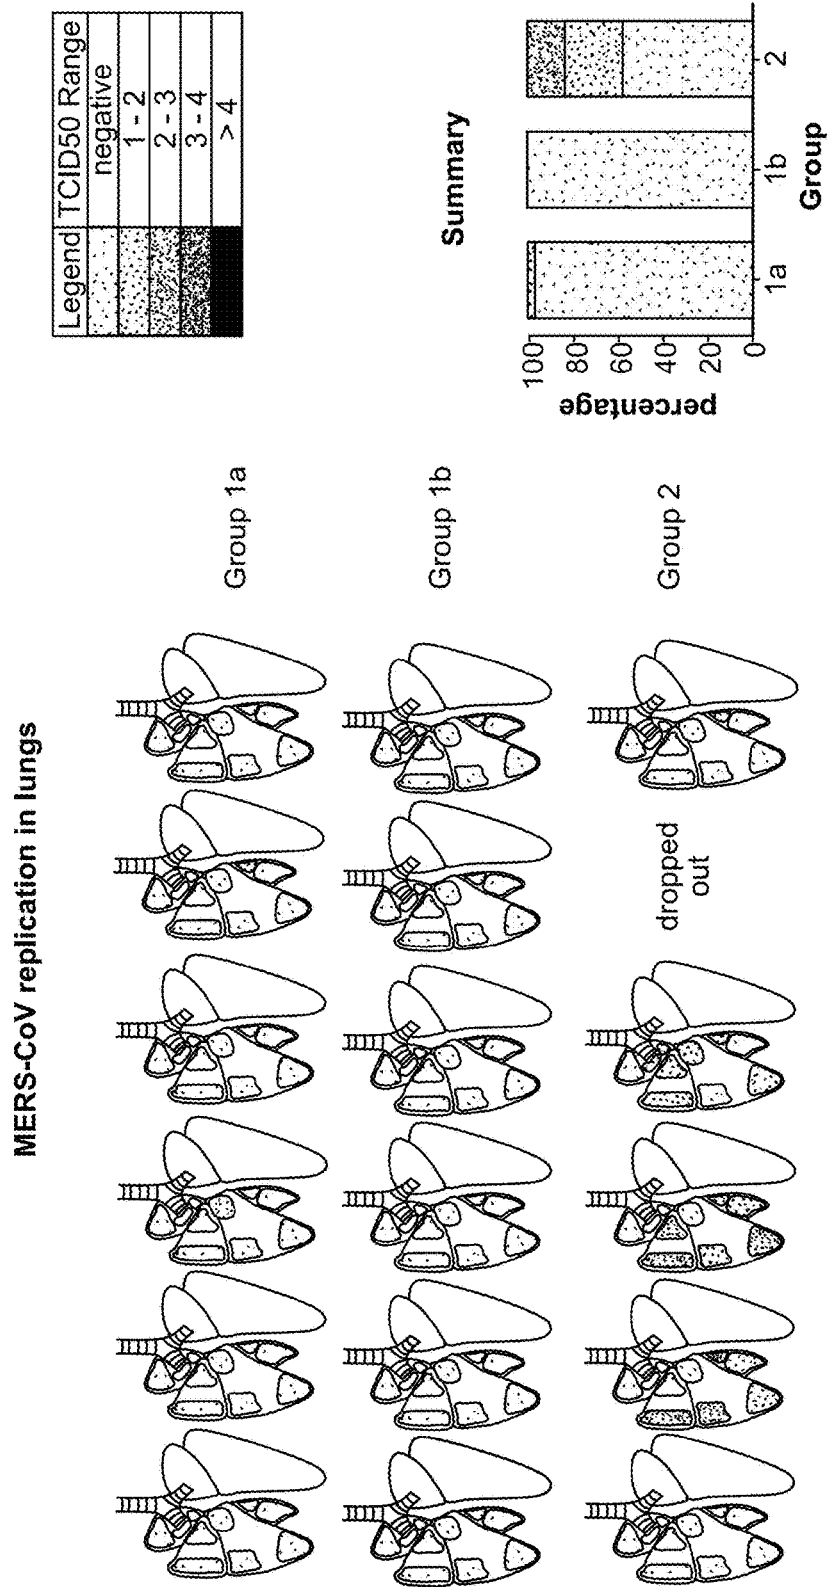 MERS-CoV replication in lungs
Group 1a
Group 1b
dropped
out
Group 2
Legend TCID50 Range
negative
1 - 2
2 - 3
3 - 4
> 4
Summary
percentage
100
80
60
40
20
0
1a 1b 2
Group